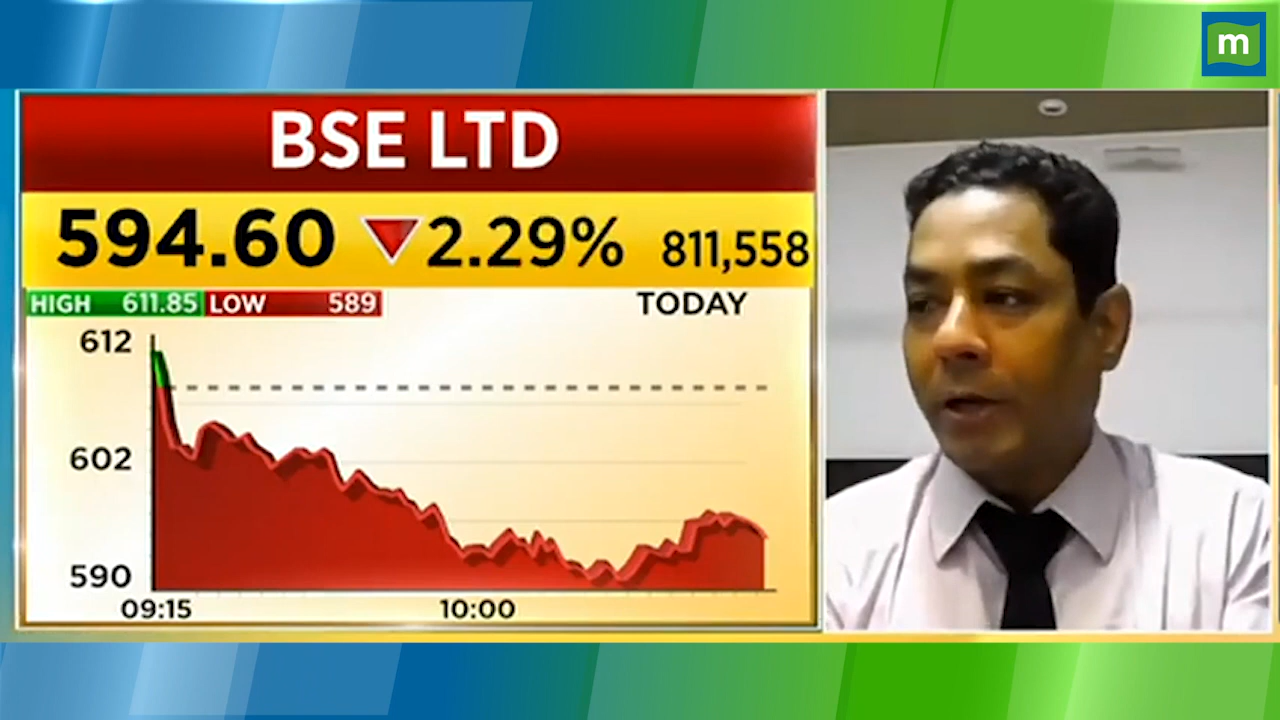 m
BSE LTD
594.60 ▼2.29% 811,558
HIGH 611.85 LOW 589 TODAY
612
602
590
09:15 10:00